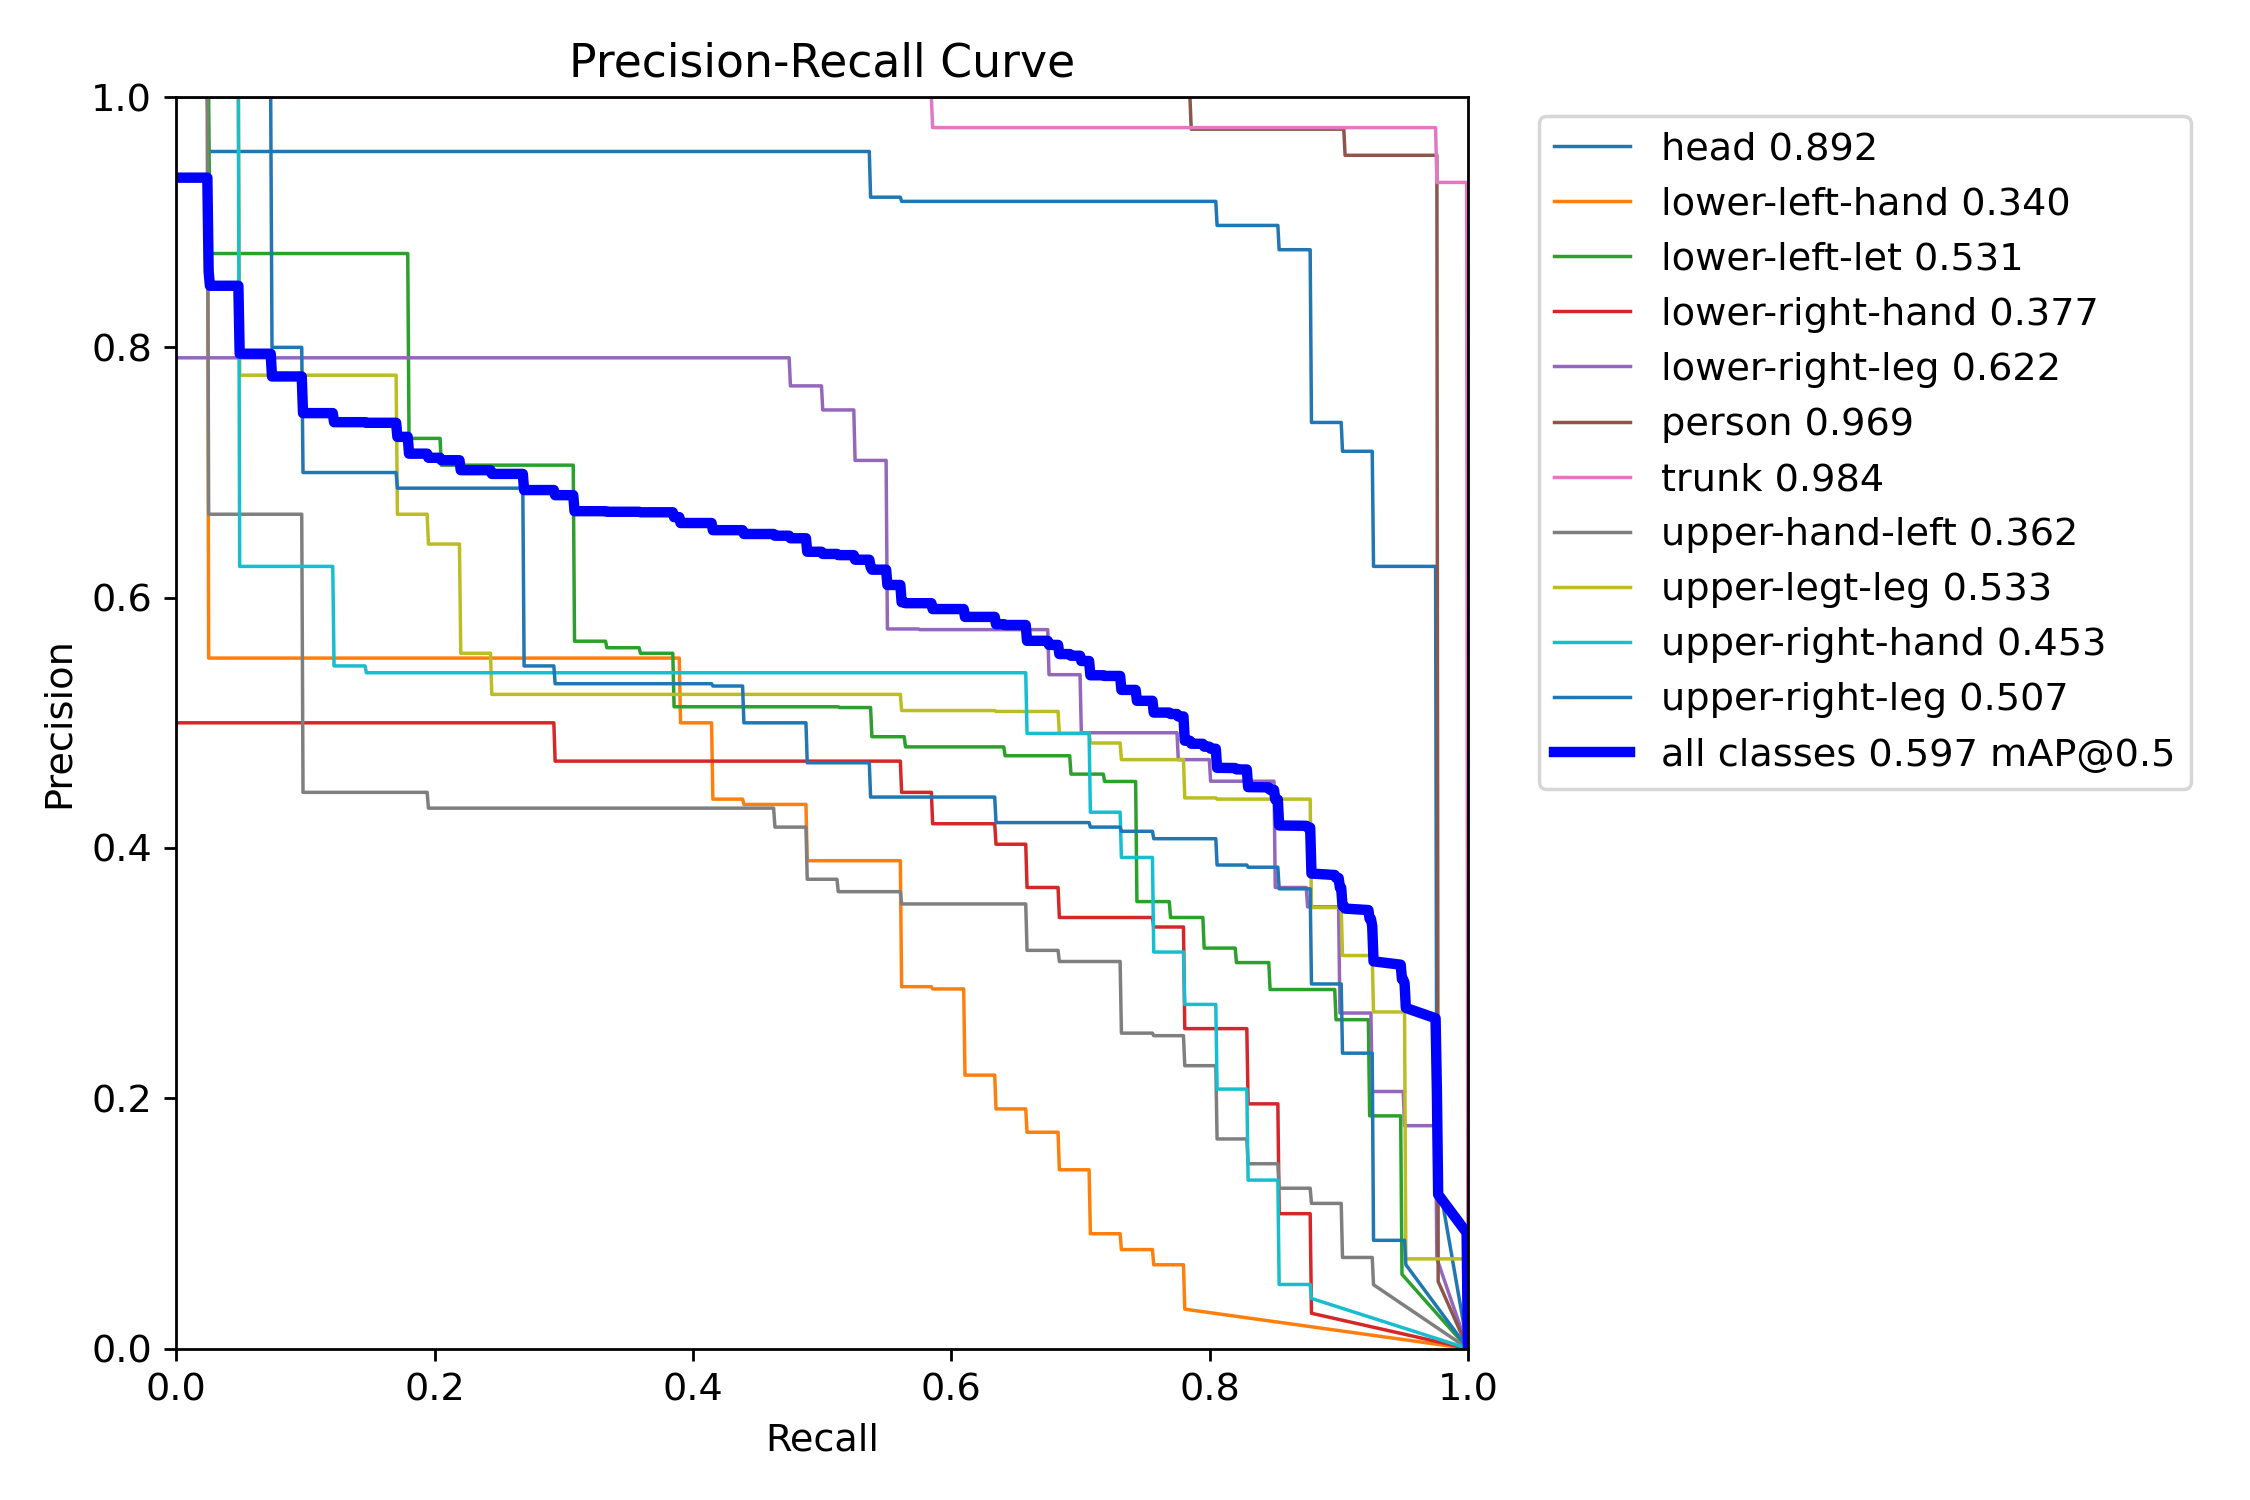 Precision-Recall Curve
1.0
0.8
0.6
0.4
0.2
0.0
Precision
0.0 0.2 0.4 0.6 0.8 1.0
Recall
head 0.892
lower-left-hand 0.340
lower-left-let 0.531
lower-right-hand 0.377
lower-right-leg 0.622
person 0.969
trunk 0.984
upper-hand-left 0.362
upper-legt-leg 0.533
upper-right-hand 0.453
upper-right-leg 0.507
all classes 0.597 mAP@0.5